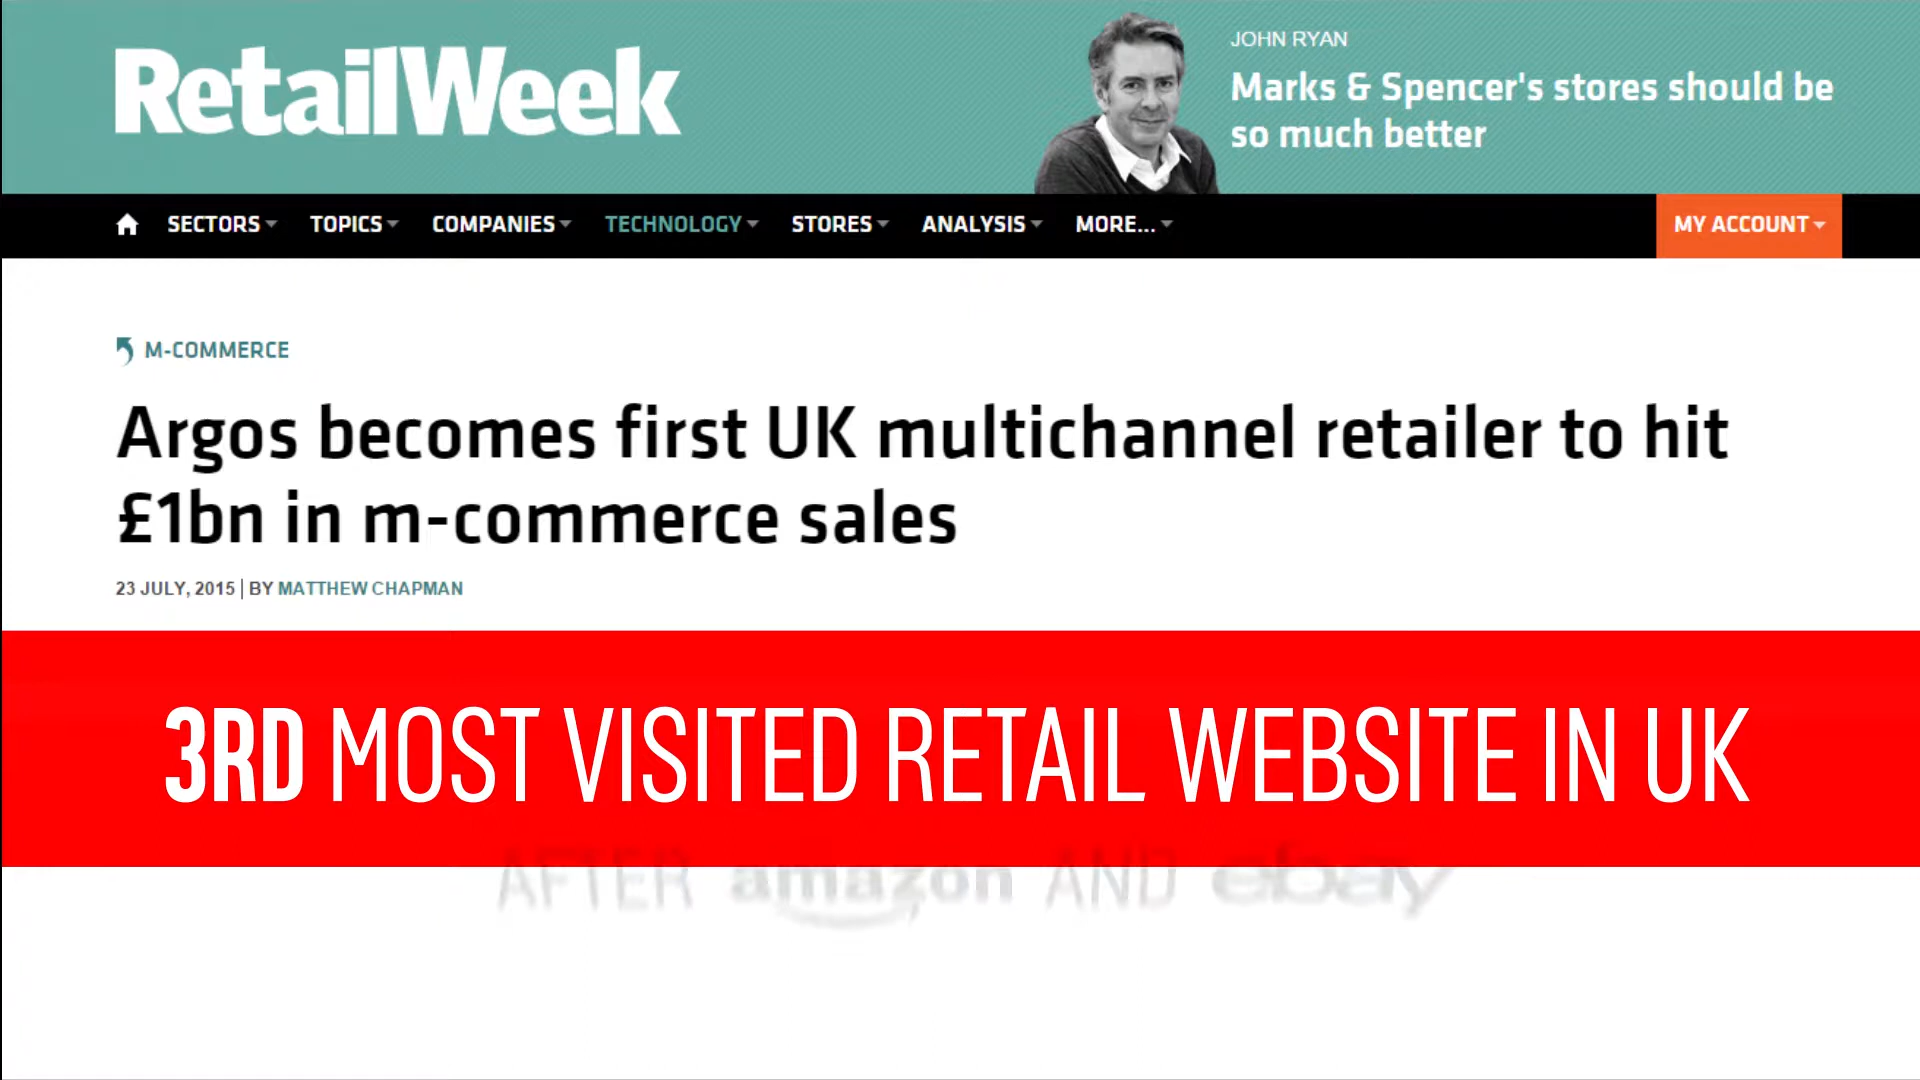 RetailWeek
JOHN RYAN
Marks & Spencer's stores should be
so much better
SECTORS TOPICS COMPANIES TECHNOLOGY STORES ANALYSIS MORE... MY ACCOUNT
M-COMMERCE
Argos becomes first UK multichannel retailer to hit
£1bn in m-commerce sales
23 JULY, 2015 | BY MATTHEW CHAPMAN
3RD MOST VISITED RETAIL WEBSITE IN UK
AFTER amazon AND ebay